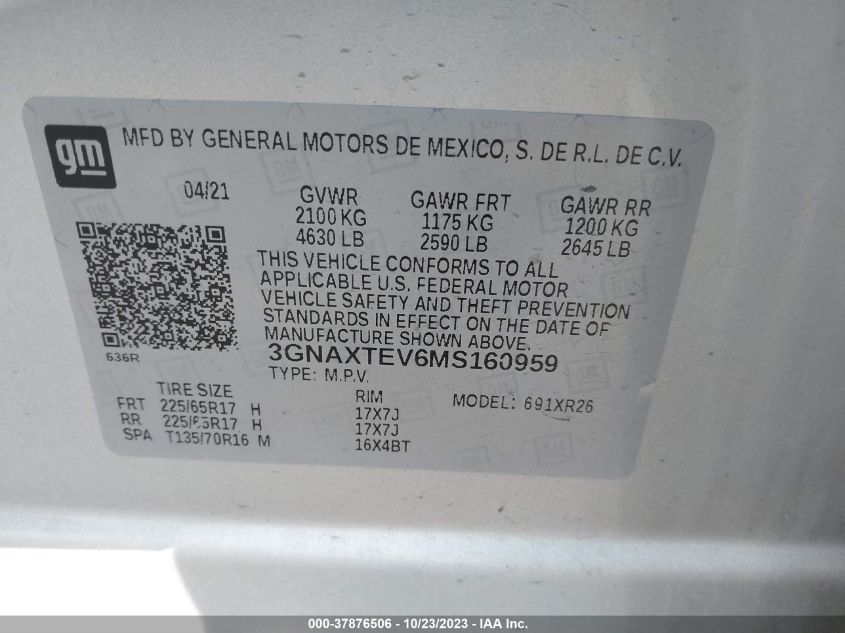 gm
MFD BY GENERAL MOTORS DE MEXICO, S. DE R.L. DE C.V.
04/21
GVWR
2100 KG
4630 LB
GAWR FRT
1175 KG
2590 LB
GAWR RR
1200 KG
2645 LB
THIS VEHICLE CONFORMS TO ALL
APPLICABLE U.S. FEDERAL MOTOR
VEHICLE SAFETY AND THEFT PREVENTION
STANDARDS IN EFFECT ON THE DATE OF
MANUFACTURE SHOWN ABOVE.
636R
3GNAXTEV6MS160959
TYPE: M.P.V.
TIRE SIZE
FRT 225/65R17 H
RR 225/65R17 H
SPA T135/70R16 M
RIM
17X7J
17X7J
16X4BT
MODEL: 691XR26
000-37876506 - 10/23/2023 - IAA Inc.